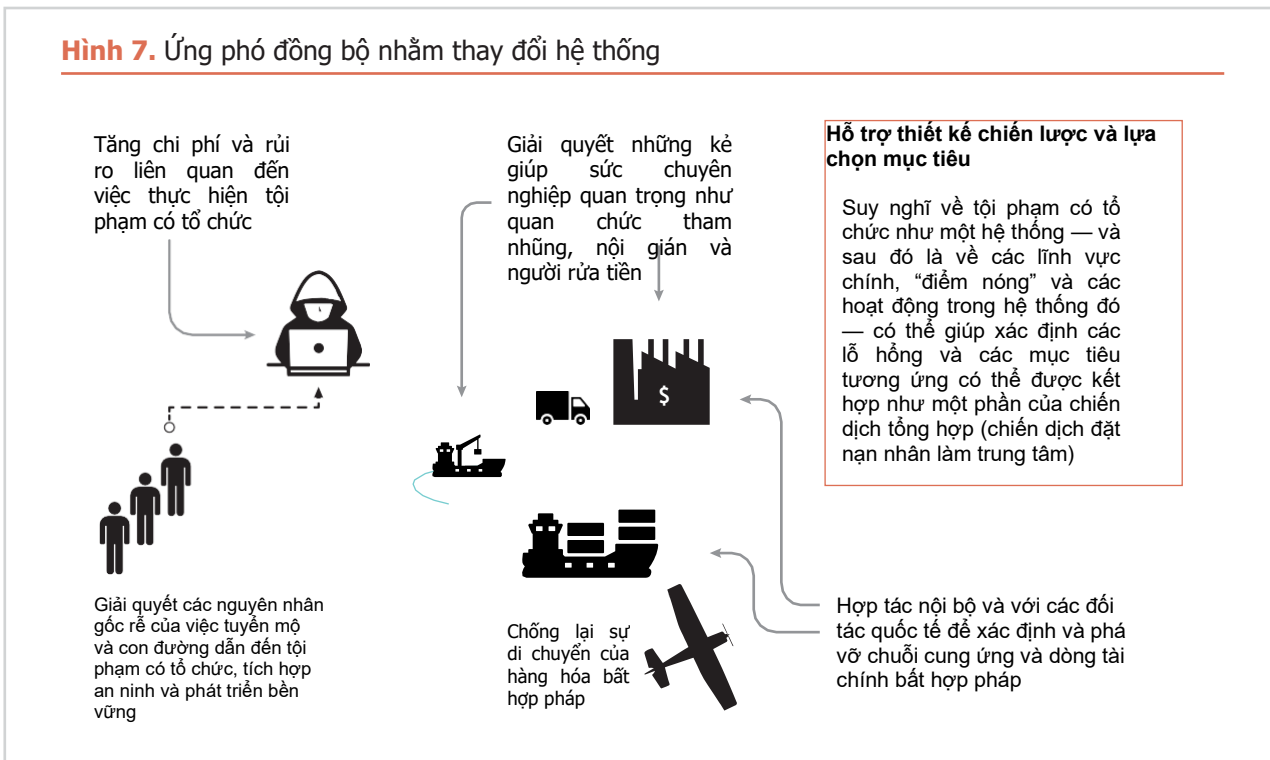 Hình 7. Ứng phó đồng bộ nhằm thay đổi hệ thống
Tăng chi phí và rủi
ro liên quan đến
việc thực hiện tội
phạm có tổ chức
Giải quyết những kẻ
giúp sức chuyên
nghiệp quan trọng như
quan chức tham
nhũng, nội gián và
người rửa tiền
Hỗ trợ thiết kế chiến lược và lựa
chọn mục tiêu
Suy nghĩ về tội phạm có tổ
chức như một hệ thống — và
sau đó là về các lĩnh vực
chính, “điểm nóng” và các
hoạt động trong hệ thống đó
— có thể giúp xác định các
lỗ hổng và các mục tiêu
tương ứng có thể được kết
hợp như một phần của chiến
dịch tổng hợp (chiến dịch đặt
nạn nhân làm trung tâm)
$
Giải quyết các nguyên nhân
gốc rễ của việc tuyển mộ
và con đường dẫn đến tội
phạm có tổ chức, tích hợp
an ninh và phát triển bền
vững
Chống lại sự
di chuyển của
hàng hóa bất
hợp pháp
Hợp tác nội bộ và với các đối
tác quốc tế để xác định và phá
vỡ chuỗi cung ứng và dòng tài
chính bất hợp pháp